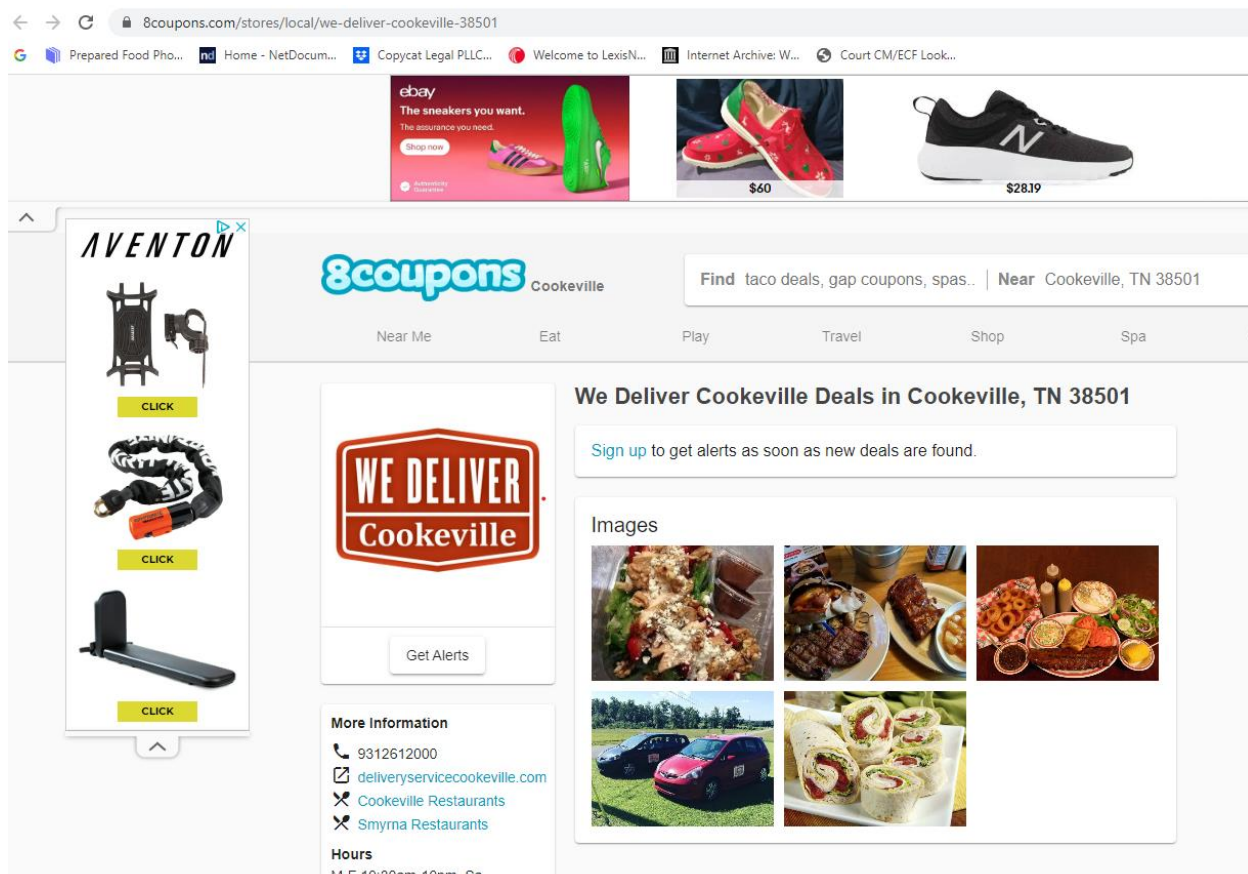 8coupons.com/stores/local/we-deliver-cookeville-38501
Prepared Food Pho... nd Home - NetDocum... Copycat Legal PLLC... Welcome to LexisN... Internet Archive: W... Court CM/ECF Look...
ebay
The sneakers you want.
The assurance you need.
Shop now
Authenticity
Guarantee
$60
$28.19
AVENTON
CLICK
CLICK
CLICK
8coupons Cookeville
Find taco deals, gap coupons, spas.. Near Cookeville, TN 38501
Near Me Eat Play Travel Shop Spa
WE DELIVER
Cookeville
Get Alerts
We Deliver Cookeville Deals in Cookeville, TN 38501
Sign up to get alerts as soon as new deals are found.
Images
More Information
9312612000
deliveryservicecookeville.com
Cookeville Restaurants
Smyrna Restaurants
Hours